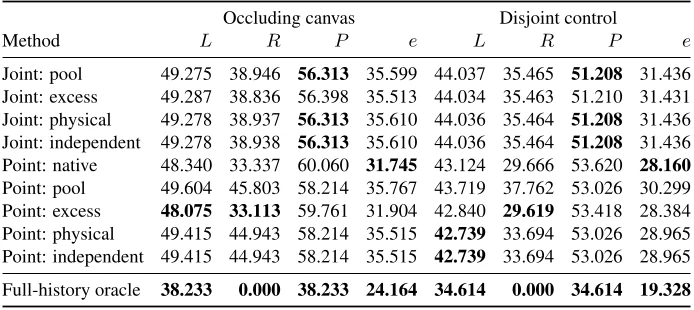 Occluding canvas Disjoint control
Method L R P e L R P e
Joint: pool 49.275 38.946 56.313 35.599 44.037 35.465 51.208 31.436
Joint: excess 49.287 38.836 56.398 35.513 44.034 35.463 51.210 31.431
Joint: physical 49.278 38.937 56.313 35.610 44.036 35.464 51.208 31.436
Joint: independent 49.278 38.938 56.313 35.610 44.036 35.464 51.208 31.436
Point: native 48.340 33.337 60.060 31.745 43.124 29.666 53.620 28.160
Point: pool 49.604 45.803 58.214 35.767 43.719 37.762 53.026 30.299
Point: excess 48.075 33.113 59.761 31.904 42.840 29.619 53.418 28.384
Point: physical 49.415 44.943 58.214 35.515 42.739 33.694 53.026 28.965
Point: independent 49.415 44.943 58.214 35.515 42.739 33.694 53.026 28.965
Full-history oracle 38.233 0.000 38.233 24.164 34.614 0.000 34.614 19.328